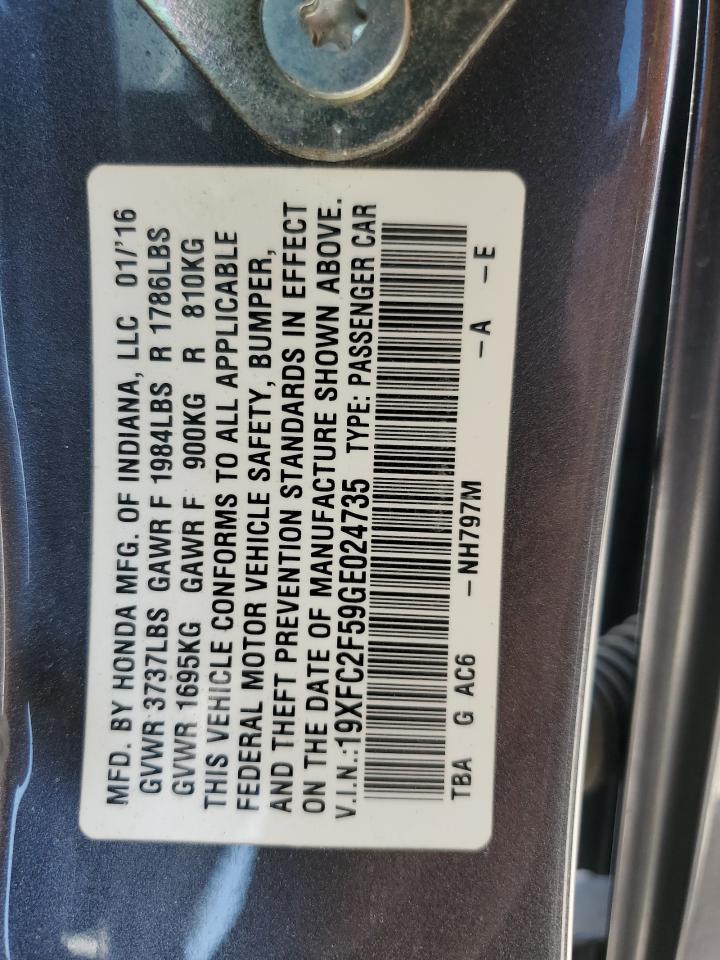 MFD. BY HONDA MFG. OF INDIANA, LLC 01/'16
GVWR 3737LBS GAWR F 1984LBS R 1786LBS
GVWR 1695KG GAWR F 900KG R 810KG
THIS VEHICLE CONFORMS TO ALL APPLICABLE
FEDERAL MOTOR VEHICLE SAFETY, BUMPER,
AND THEFT PREVENTION STANDARDS IN EFFECT
ON THE DATE OF MANUFACTURE SHOWN ABOVE.
V.I.N.:19XFC2F59GE024735 TYPE: PASSENGER CAR
TBA G AC6 –NH797M –A –E